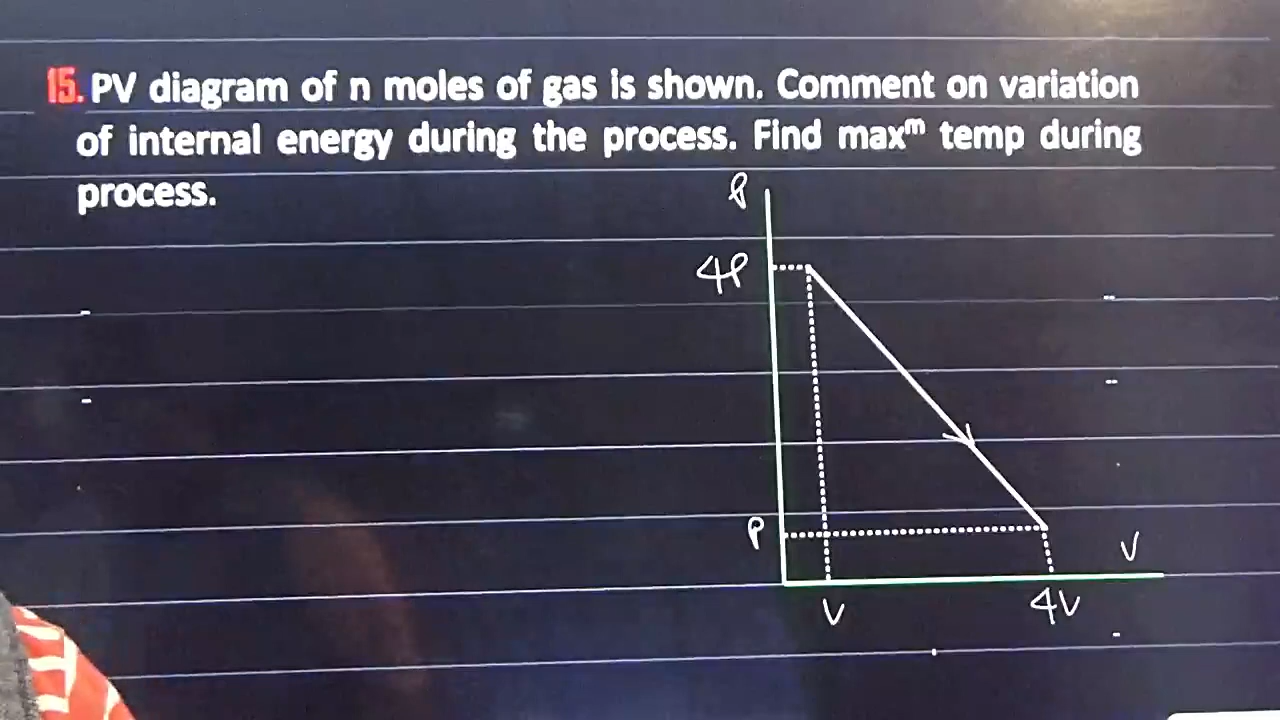 15. PV diagram of n moles of gas is shown. Comment on variation
of internal energy during the process. Find maxᵐ temp during
process.
P
4P
P
V
V
4V